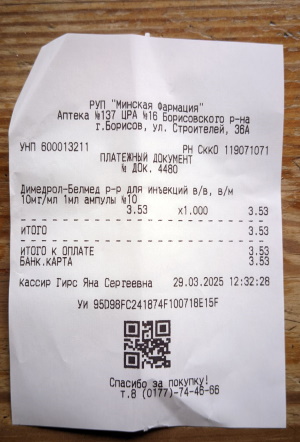 РУП "Минская Фармация"
Аптека №137 ЦРА №16 Борисовского р-на
г.Борисов, ул. Строителей, 36А
УНП 600013211 РН СККО 119071071
ПЛАТЕЖНЫЙ ДОКУМЕНТ
№ ДОК. 4480
Димедрол-Белмед р-р для инъекций в/в, в/м
10мг/мл 1мл ампулы №10
3.53 х1.000 3.53
ИТОГО 3.53
ИТОГО К ОПЛАТЕ 3.53
БАНК.КАРТА 3.53
кассир Гирс Яна Сергеевна 29.03.2025 12:32:28
УИ 95D98FC241874F100718E15F
Спасибо за покупку!
т.8 (0177)-74-46-66